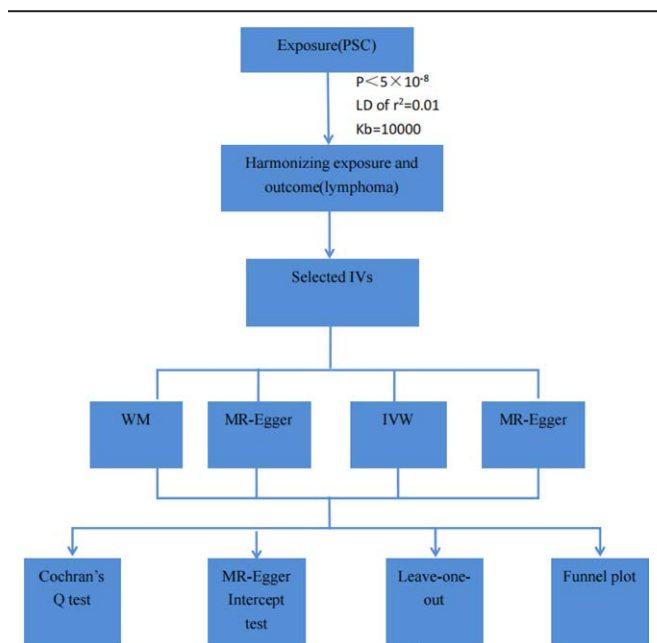 Exposure(PSC)
P<5×10⁻⁸
LD of r²=0.01
Kb=10000
Harmonizing exposure and
outcome(lymphoma)
Selected IVs
WM
MR-Egger
IVW
MR-Egger
Cochran's
Q test
MR-Egger
Intercept
test
Leave-one-
out
Funnel plot